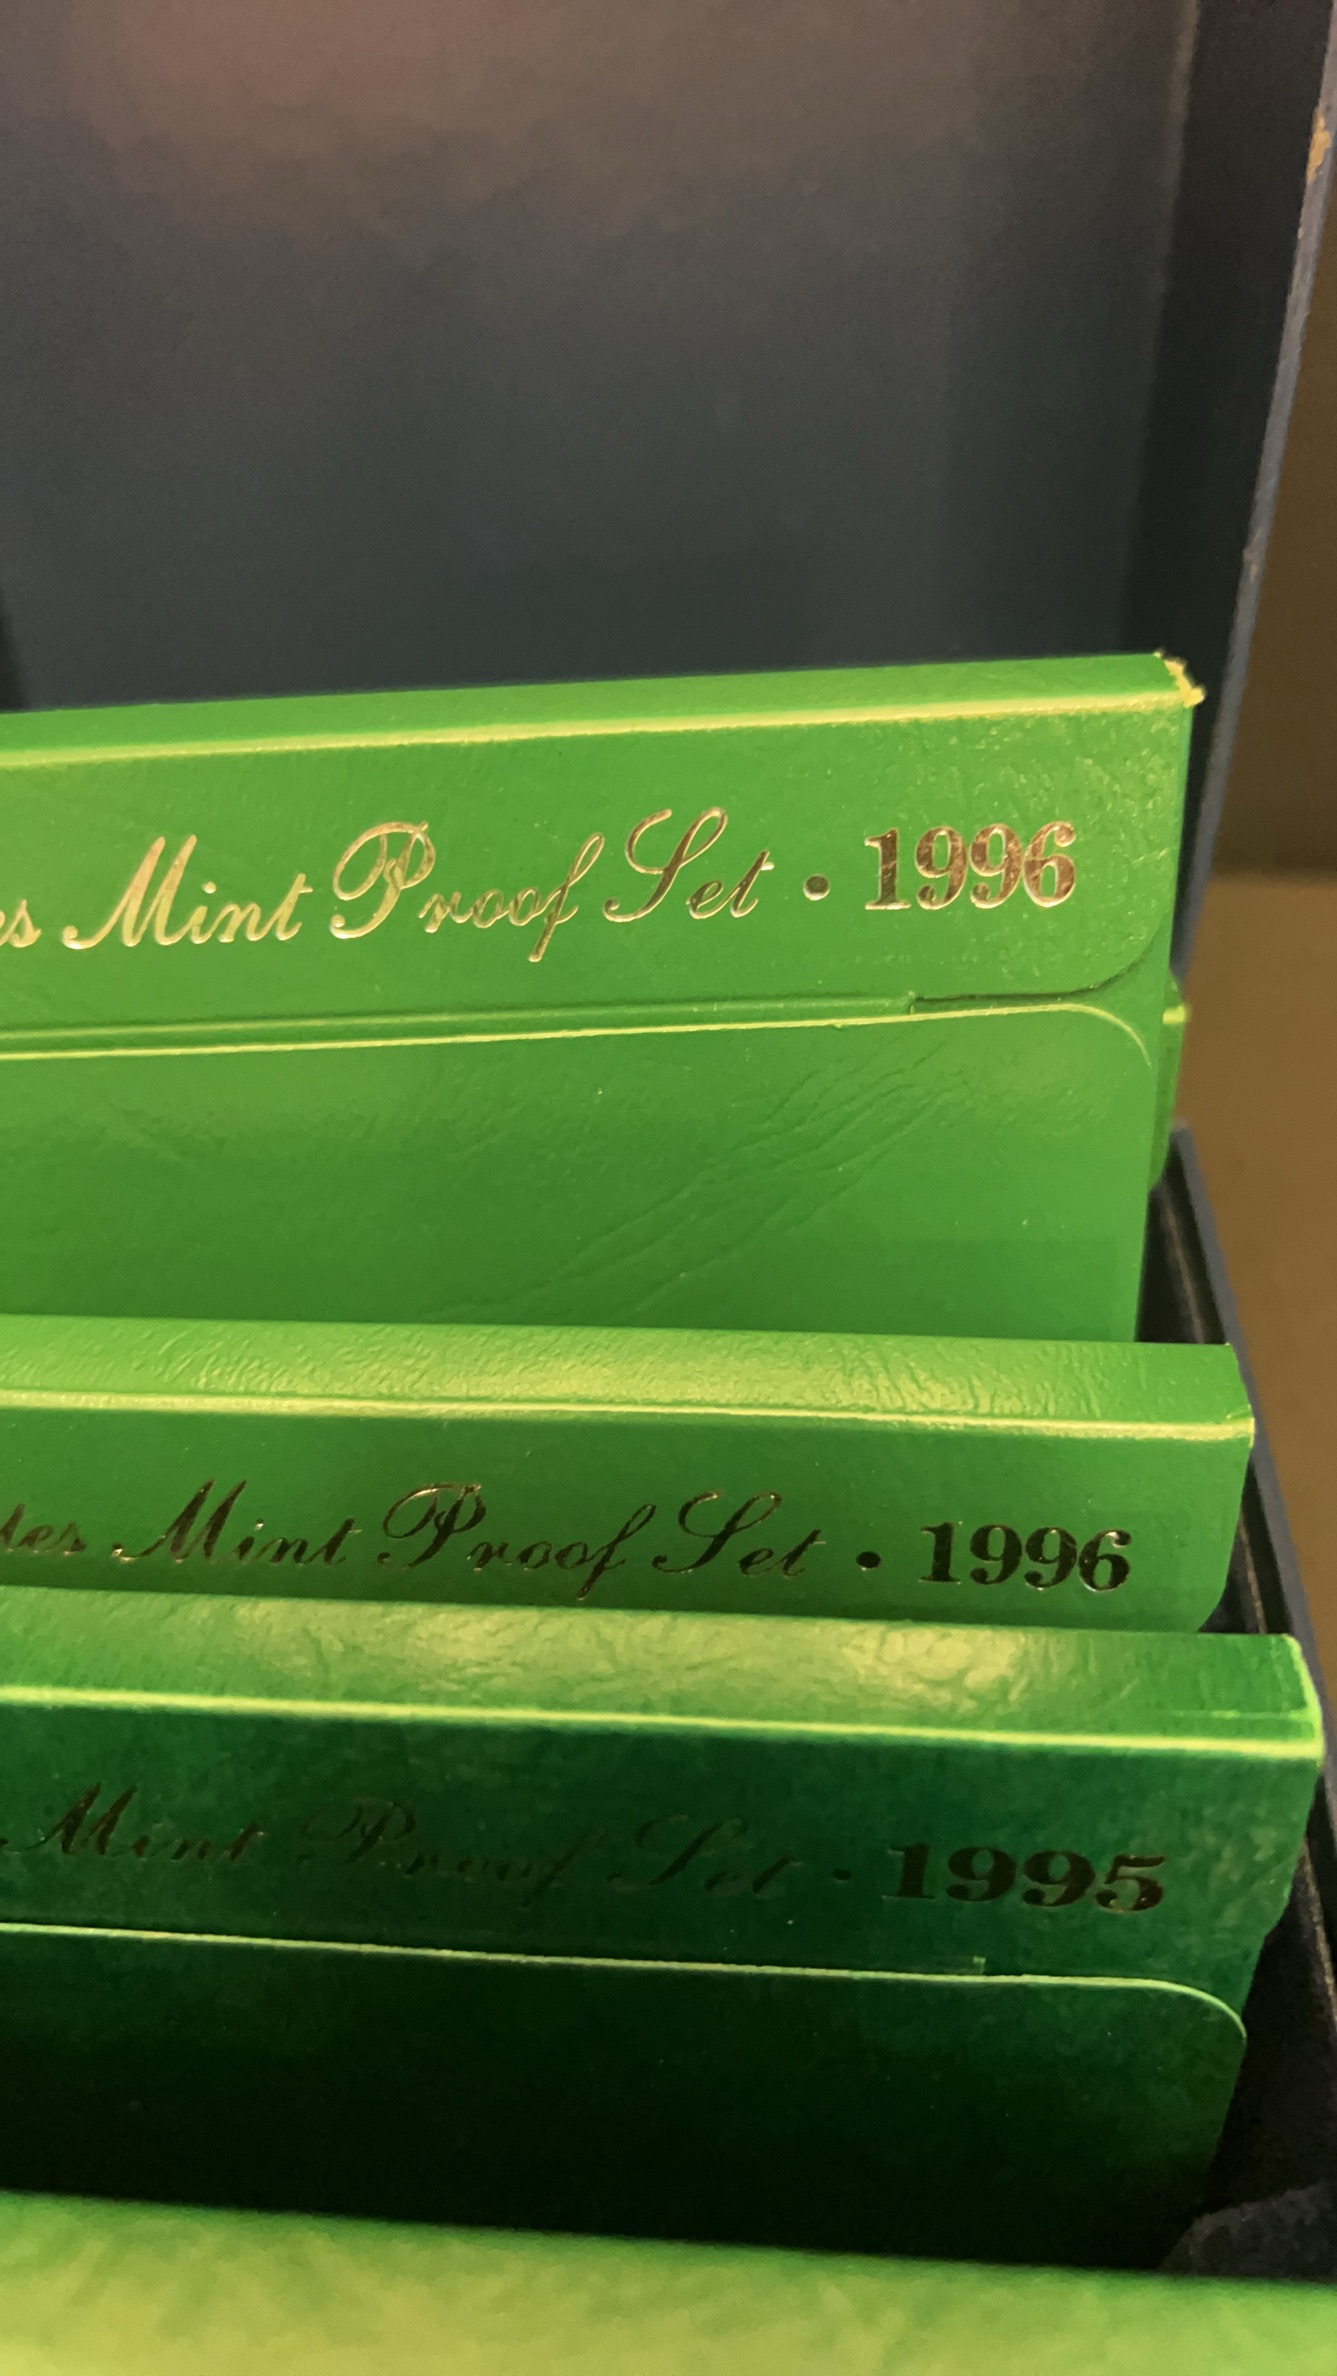 es Mint Proof Set • 1996
tes Mint Proof Set • 1996
Mint Proof Set • 1995